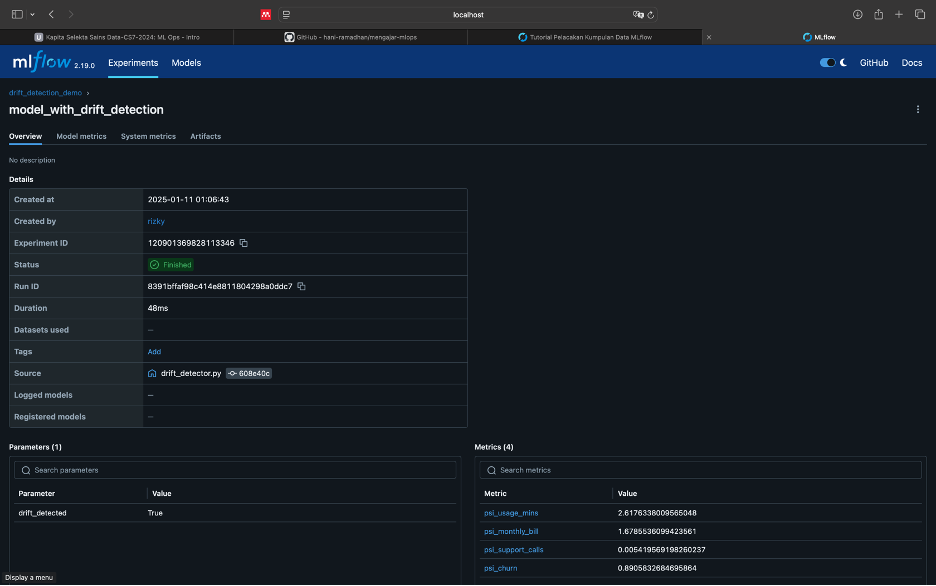 localhost
Kapita Selekta Sains Data-CS7-2024: ML Ops - Intro
GitHub - hani-ramadhan/mengajar-mlops
Tutorial Pelacakan Kumpulan Data MLflow
MLflow
mlflow 2.19.0 Experiments Models GitHub Docs
drift_detection_demo
model_with_drift_detection
Overview Model metrics System metrics Artifacts
No description
Details
Created at 2025-01-11 01:06:43
Created by rizky
Experiment ID 120901369828113346
Status Finished
Run ID 8391bffaf98c414e8811804298a0ddc7
Duration 48ms
Datasets used —
Tags Add
Source drift_detector.py 608e40c
Logged models —
Registered models —
Parameters (1)
Search parameters
Parameter Value
drift_detected True
Metrics (4)
Search metrics
Metric Value
psi_usage_mins 2.6176338009565048
psi_monthly_bill 1.6785536099423561
psi_support_calls 0.005419569198260237
psi_churn 0.8905832684695864
Display a menu